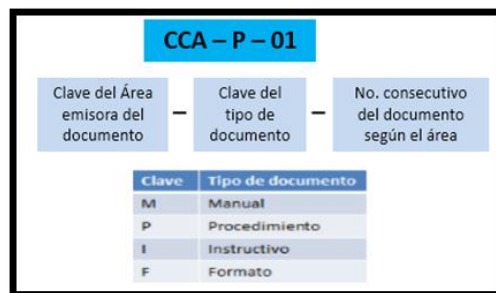 CCA – P – 01
Clave del Área
emisora del
documento
–
Clave del
tipo de
documento
–
No. consecutivo
del documento
según el área
Clave Tipo de documento
M Manual
P Procedimiento
I Instructivo
F Formato